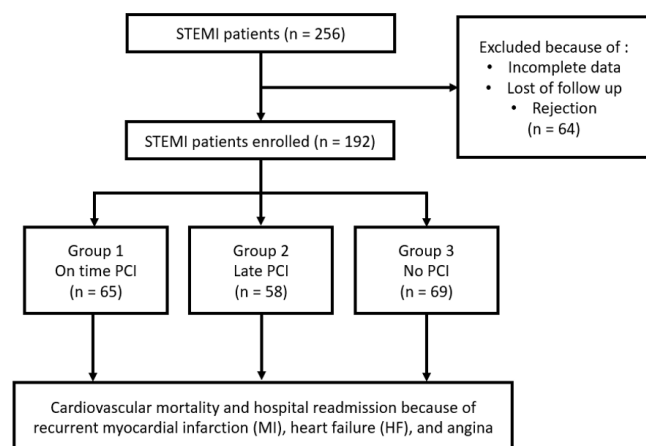 STEMI patients (n = 256)
Excluded because of :
• Incomplete data
• Lost of follow up
• Rejection
(n = 64)
STEMI patients enrolled (n = 192)
Group 1
On time PCI
(n = 65)
Group 2
Late PCI
(n = 58)
Group 3
No PCI
(n = 69)
Cardiovascular mortality and hospital readmission because of
recurrent myocardial infarction (MI), heart failure (HF), and angina